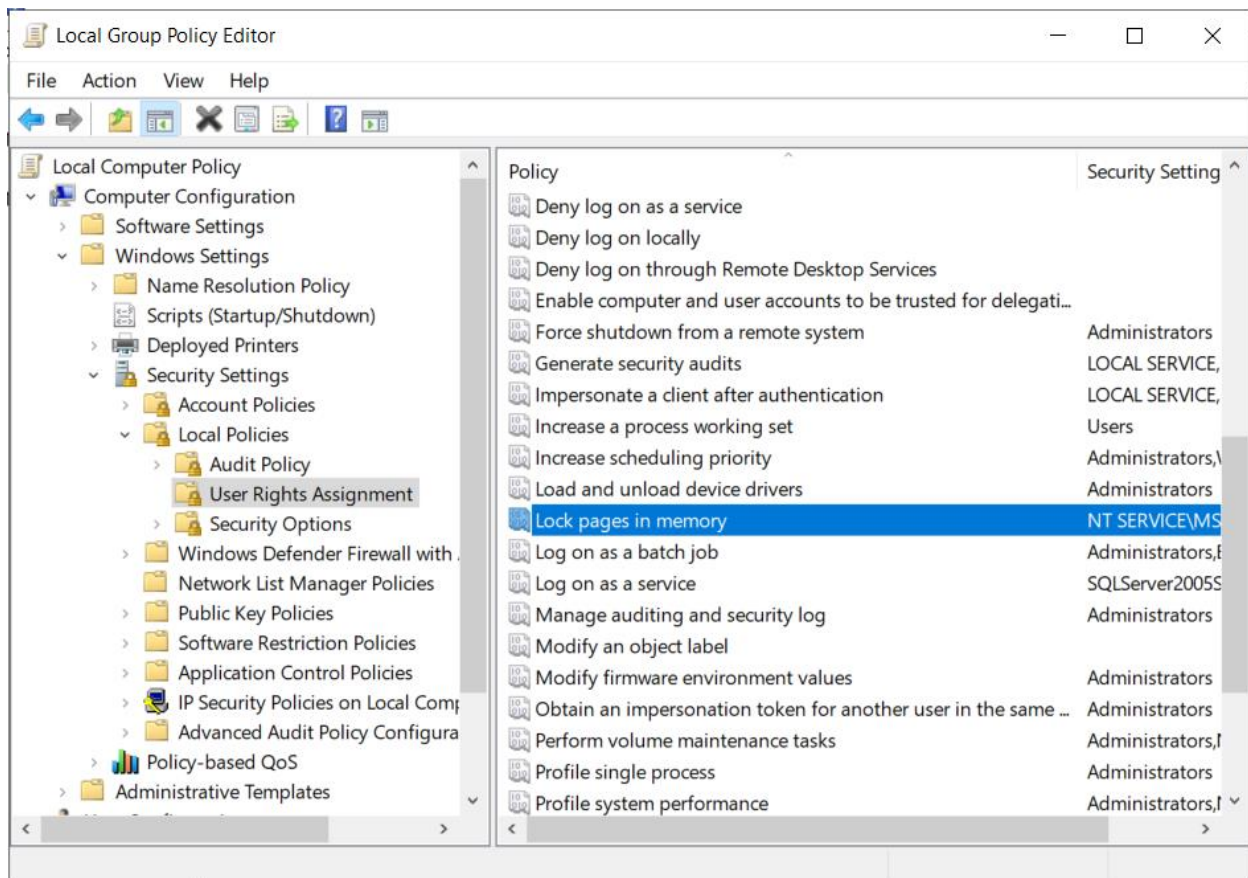 Local Group Policy Editor
File Action View Help
Local Computer Policy
Computer Configuration
Software Settings
Windows Settings
Name Resolution Policy
Scripts (Startup/Shutdown)
Deployed Printers
Security Settings
Account Policies
Local Policies
Audit Policy
User Rights Assignment
Security Options
Windows Defender Firewall with
Network List Manager Policies
Public Key Policies
Software Restriction Policies
Application Control Policies
IP Security Policies on Local Comp
Advanced Audit Policy Configura
Policy-based QoS
Administrative Templates
Policy Security Setting
Deny log on as a service
Deny log on locally
Deny log on through Remote Desktop Services
Enable computer and user accounts to be trusted for delegati...
Force shutdown from a remote system Administrators
Generate security audits LOCAL SERVICE,
Impersonate a client after authentication LOCAL SERVICE,
Increase a process working set Users
Increase scheduling priority Administrators,
Load and unload device drivers Administrators
Lock pages in memory NT SERVICE\MS
Log on as a batch job Administrators,
Log on as a service SQLServer2005S
Manage auditing and security log Administrators
Modify an object label
Modify firmware environment values Administrators
Obtain an impersonation token for another user in the same ... Administrators
Perform volume maintenance tasks Administrators,
Profile single process Administrators
Profile system performance Administrators,